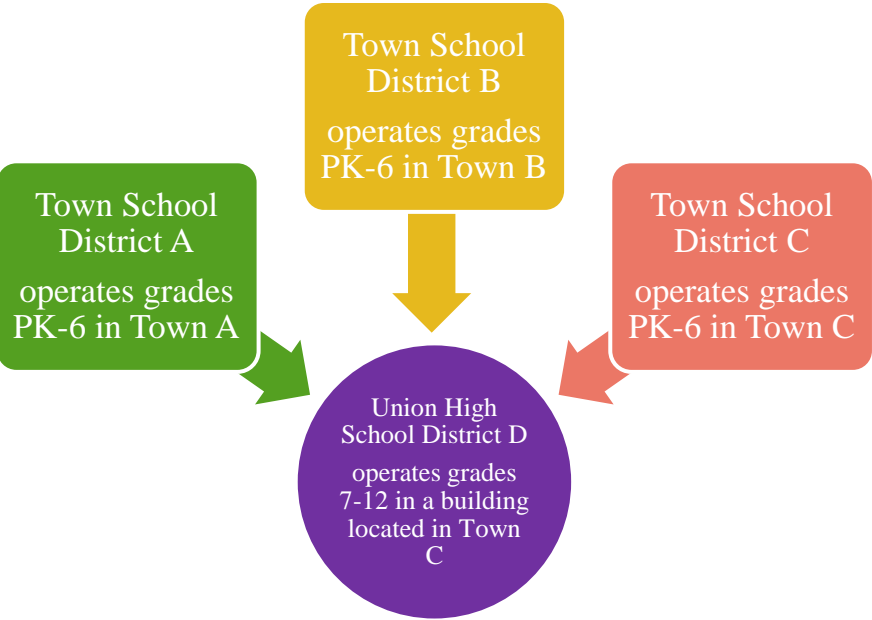 Town School
District B
operates grades
PK-6 in Town B
Town School
District A
operates grades
PK-6 in Town A
Town School
District C
operates grades
PK-6 in Town C
Union High
School District D
operates grades
7-12 in a building
located in Town
C